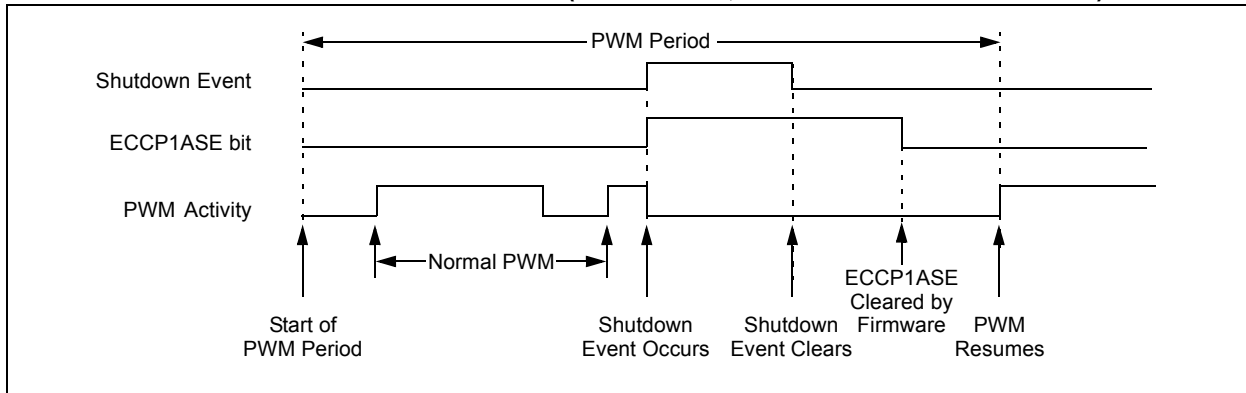 PWM Period
Shutdown Event
ECCP1ASE bit
PWM Activity
Normal PWM
Start of
PWM Period
Shutdown
Event Occurs
Shutdown
Event Clears
ECCP1ASE
Cleared by
Firmware
PWM
Resumes